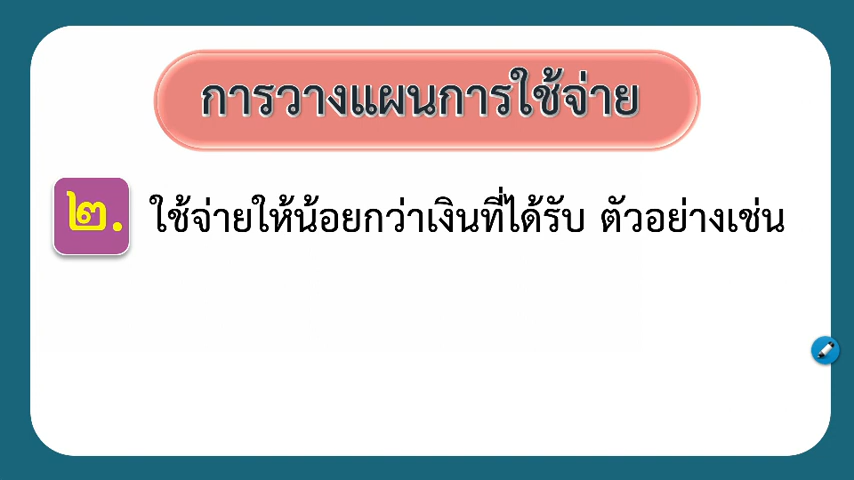 การวางแผนการใช้จ่าย
๒. ใช้จ่ายให้น้อยกว่าเงินที่ได้รับ ตัวอย่างเช่น